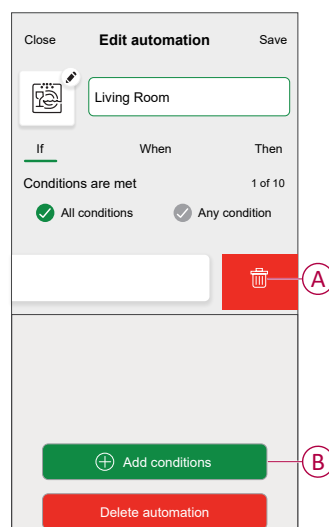 Close Edit automation Save
Living Room
If When Then
Conditions are met 1 of 10
All conditions Any condition
A
Add conditions
B
Delete automation